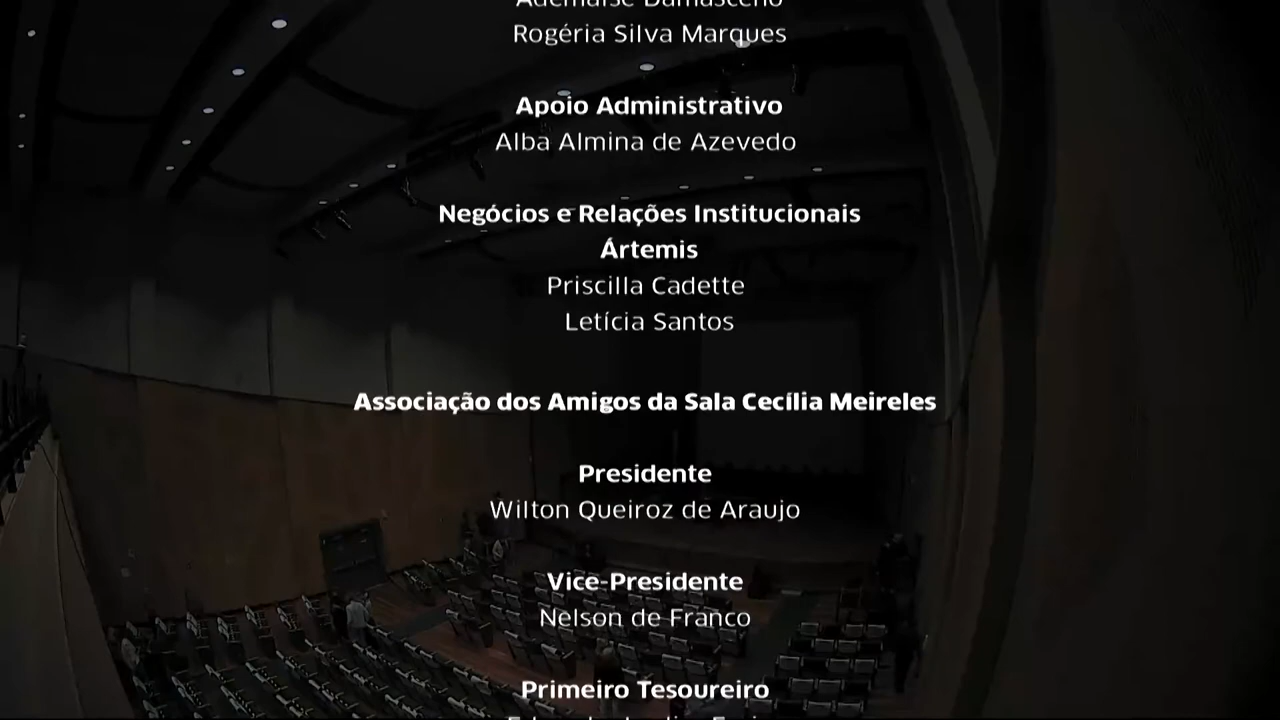 Rogéria Silva Marques
Apoio Administrativo
Alba Almina de Azevedo
Negócios e Relações Institucionais
Ártemis
Priscilla Cadette
Letícia Santos
Associação dos Amigos da Sala Cecília Meireles
Presidente
Wilton Queiroz de Araujo
Vice-Presidente
Nelson de Franco
Primeiro Tesoureiro